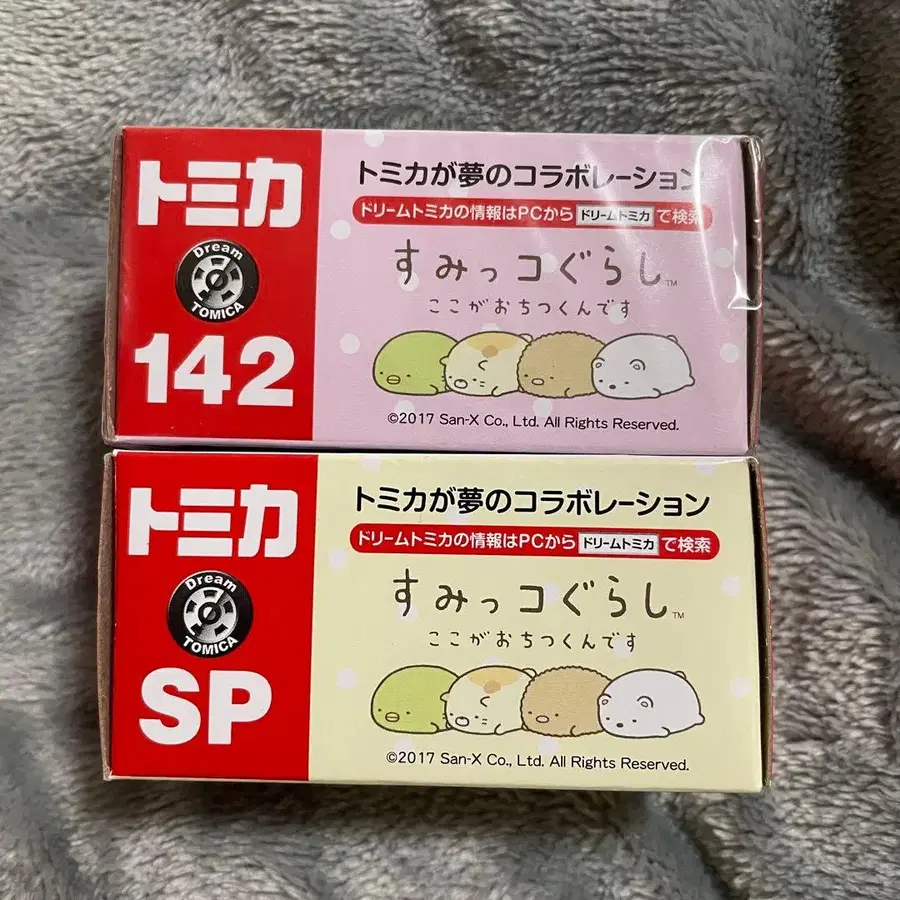 トミカ
Dream
TOMICA
142
トミカが夢のコラボレーション
ドリームトミカの情報はPCから ドリームトミカ で検索
すみっコぐらし™
ここがおちつくんです
©2017 San-X Co., Ltd. All Rights Reserved.
トミカ
Dream
TOMICA
SP
トミカが夢のコラボレーション
ドリームトミカの情報はPCから ドリームトミカ で検索
すみっコぐらし™
ここがおちつくんです
©2017 San-X Co., Ltd. All Rights Reserved.